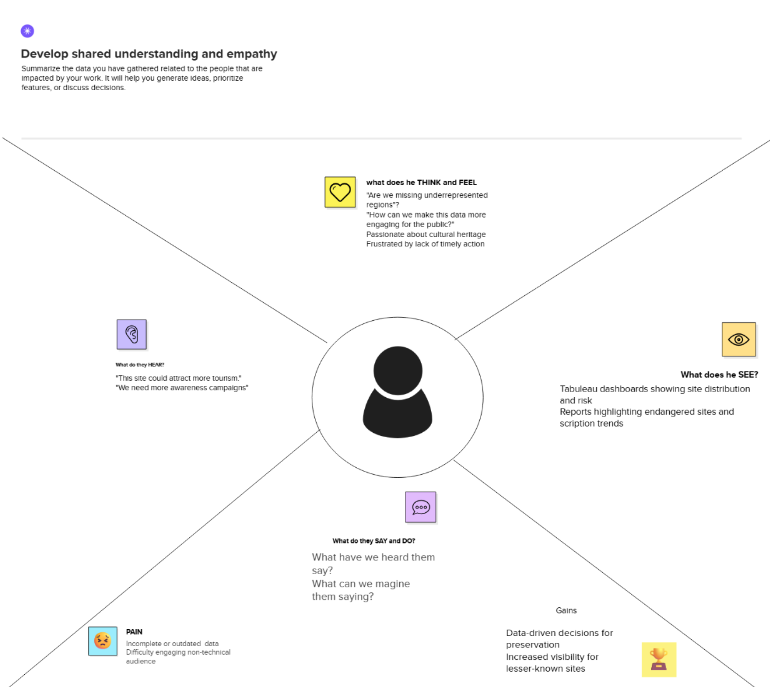 Develop shared understanding and empathy
Summarize the data you have gathered related to the people that are
impacted by your work. It will help you generate ideas, prioritize
features, or discuss decisions.
what does he THINK and FEEL
"Are we missing underrepresented
regions"?
"How can we make this data more
engaging for the public?"
Passionate about cultural heritage
Frustrated by lack of timely action
What do they HEAR?
"This site could attract more tourism."
"We need more awareness campaigns"
What does he SEE?
Tabuleau dashboards showing site distribution
and risk
Reports highlighting endangered sites and
scription trends
What do they SAY and DO?
What have we heard them
say?
What can we magine
them saying?
PAIN
Incomplete or outdated data
Difficulty engaging non-technical
audience
Gains
Data-driven decisions for
preservation
Increased visibility for
lesser-known sites